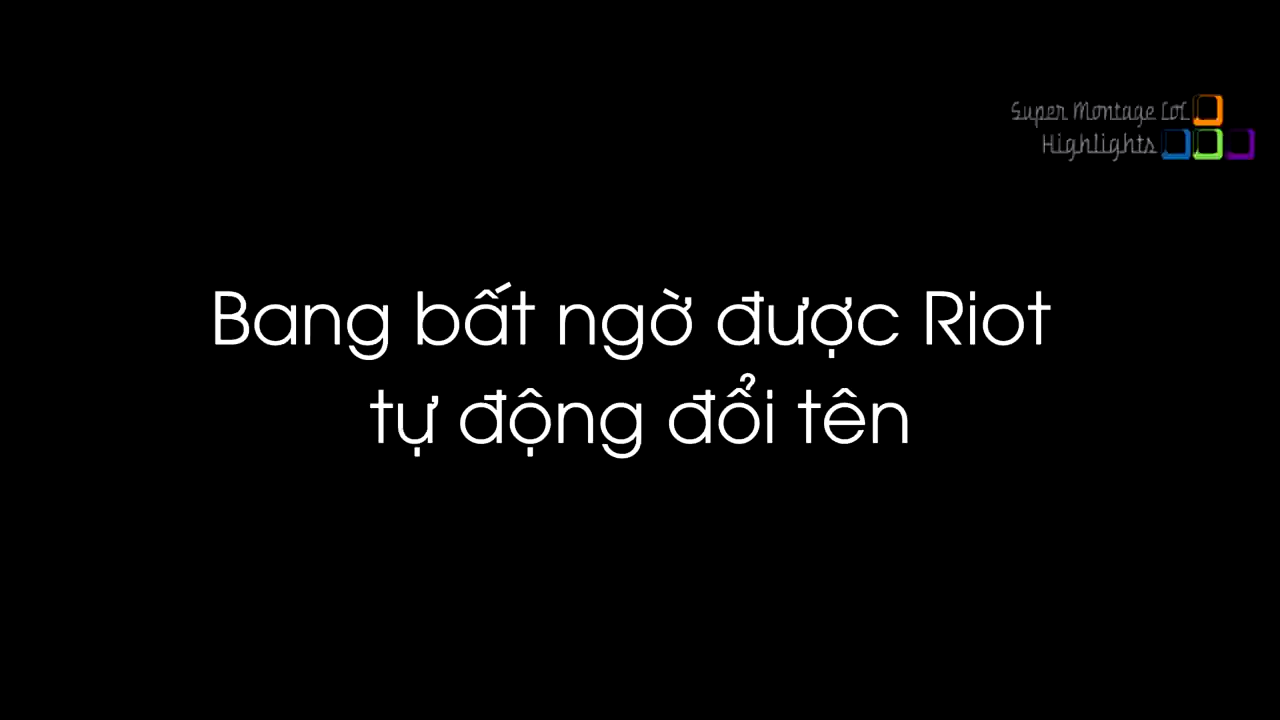 Super Montage LoL
Highlights
Bang bất ngờ được Riot
tự động đổi tên